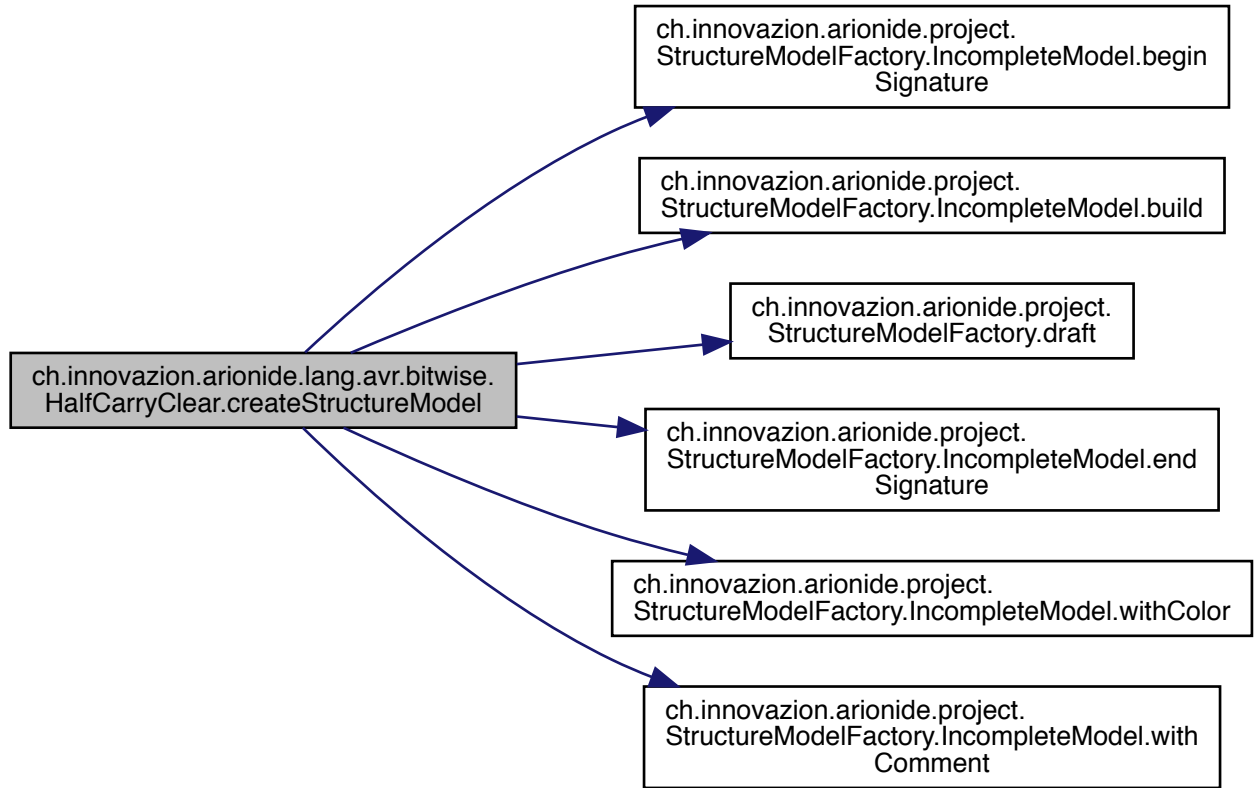 ch.innovazion.arionide.project.
StructureModelFactory.IncompleteModel.begin
Signature
ch.innovazion.arionide.project.
StructureModelFactory.IncompleteModel.build
ch.innovazion.arionide.project.
StructureModelFactory.draft
ch.innovazion.arionide.lang.avr.bitwise.
HalfCarryClear.createStructureModel
ch.innovazion.arionide.project.
StructureModelFactory.IncompleteModel.end
Signature
ch.innovazion.arionide.project.
StructureModelFactory.IncompleteModel.withColor
ch.innovazion.arionide.project.
StructureModelFactory.IncompleteModel.with
Comment